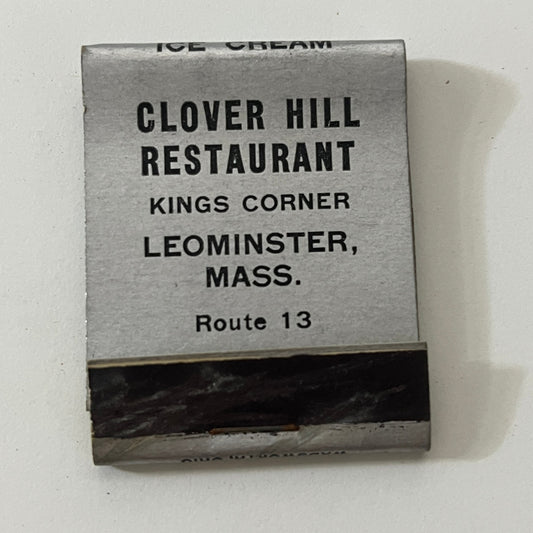 ICE CREAM
CLOVER HILL
RESTAURANT
KINGS CORNER
LEOMINSTER,
MASS.
Route 13